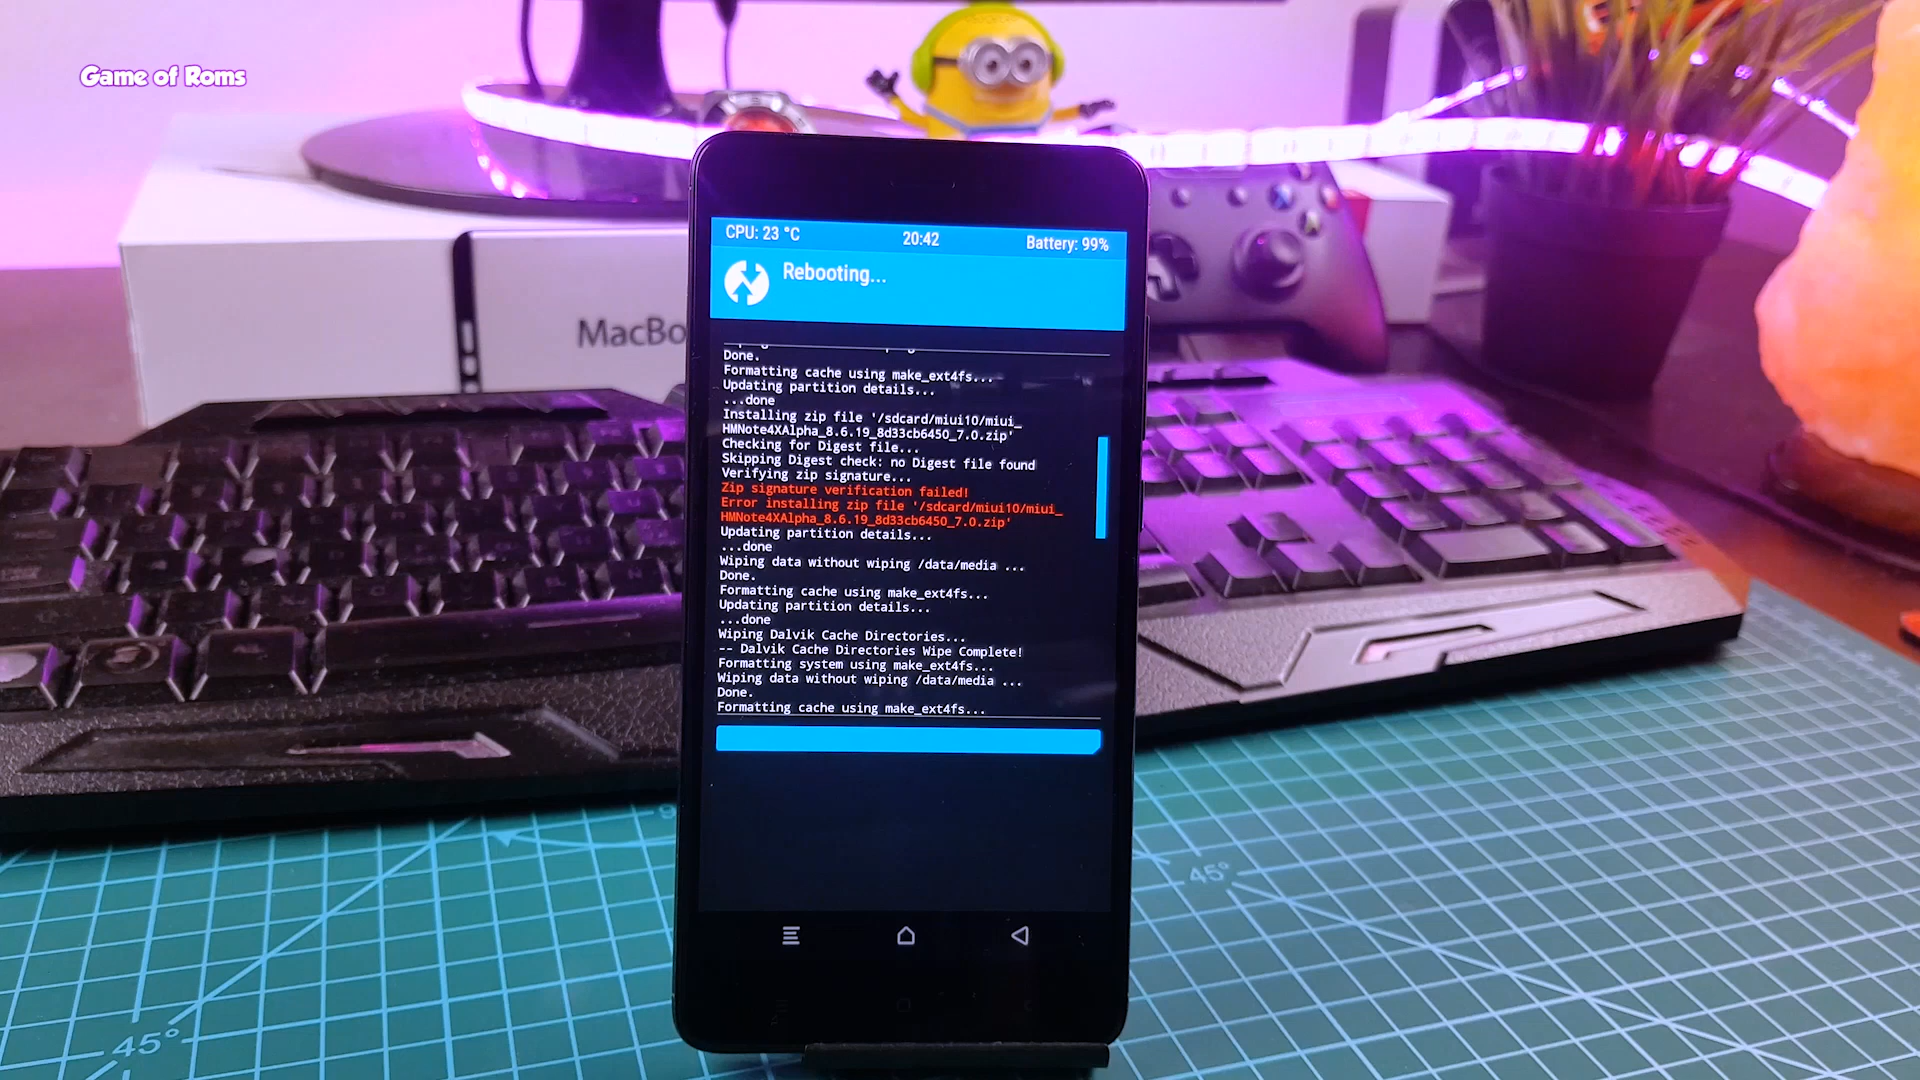 Game of Roms
MacBo
CPU: 23 °C
20:42
Battery: 99%
Rebooting...
Done.
Formatting cache using make_ext4fs...
Updating partition details...
...done
Installing zip file '/sdcard/miui10/miui_
HMNote4XAlpha_8.6.19_8d33cb6450_7.0.zip'
Checking for Digest file...
Skipping Digest check: no Digest file found
Verifying zip signature...
Zip signature verification failed!
Error installing zip file '/sdcard/miui10/miui_
HMNote4XAlpha_8.6.19_8d33cb6450_7.0.zip'
Updating partition details...
...done
Wiping data without wiping /data/media ...
Done.
Formatting cache using make_ext4fs...
Updating partition details...
...done
Wiping Dalvik Cache Directories...
-- Dalvik Cache Directories Wipe Complete!
Formatting system using make_ext4fs...
Wiping data without wiping /data/media ...
Done.
Formatting cache using make_ext4fs...
45°
45°